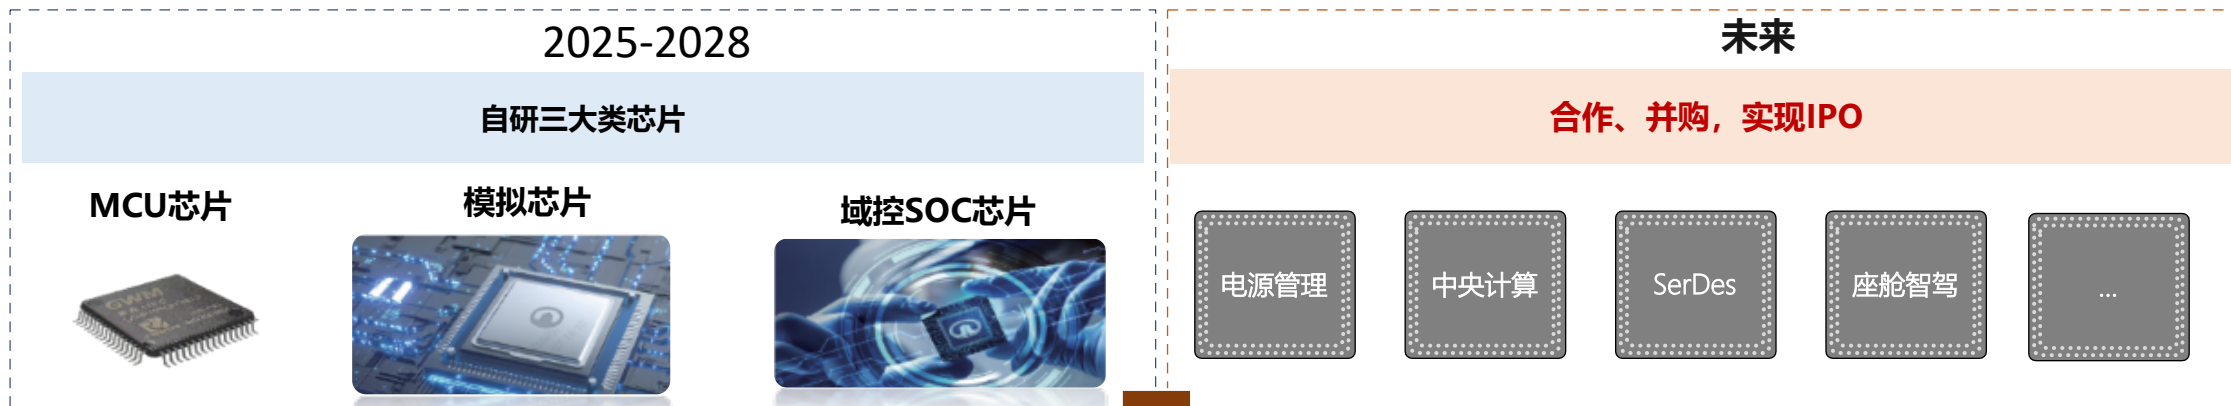 2025-2028
自研三大类芯片
MCU芯片
模拟芯片
域控SOC芯片
GWM
未来
合作、并购，实现IPO
电源管理
中央计算
SerDes
座舱智驾
...